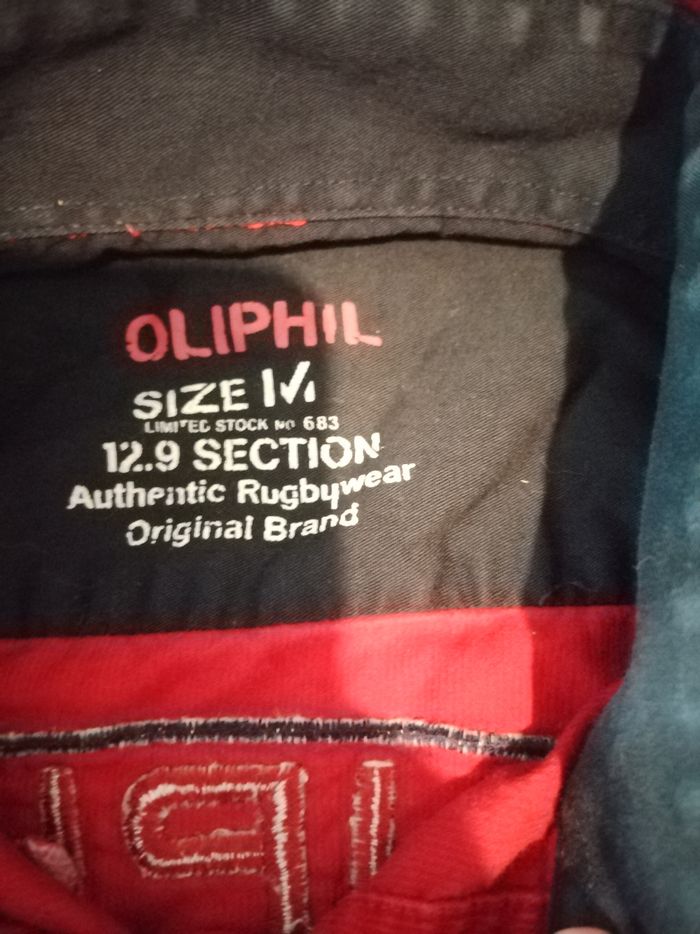 OLIPHIL
SIZE M
LIMITED STOCK No 683
12.9 SECTION
Authentic Rugbywear
Original Brand